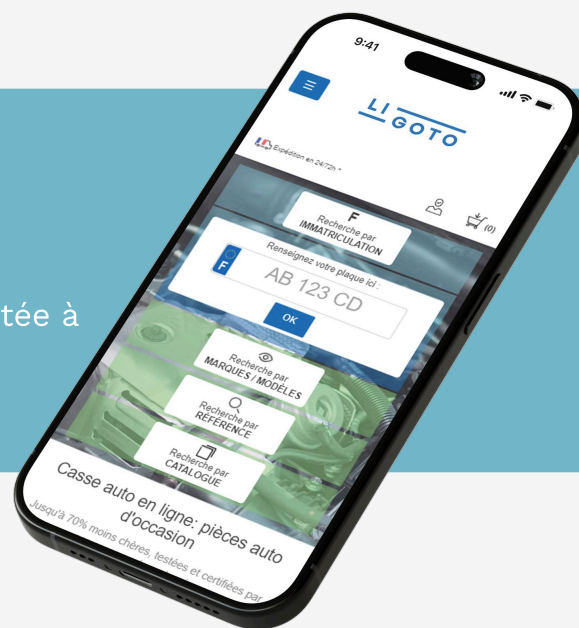 9:41
LI
GOTO
Expédition en 24/72h *
(0)
F
Recherche par
IMMATRICULATION
Renseignez votre plaque ici :
F
AB 123 CD
OK
tée à
Recherche par
MARQUES / MODÈLES
Recherche par
RÉFÉRENCE
Recherche par
CATALOGUE
Casse auto en ligne: pièces auto
d'occasion
Jusqu'à 70% moins chères, testées et certifiées par